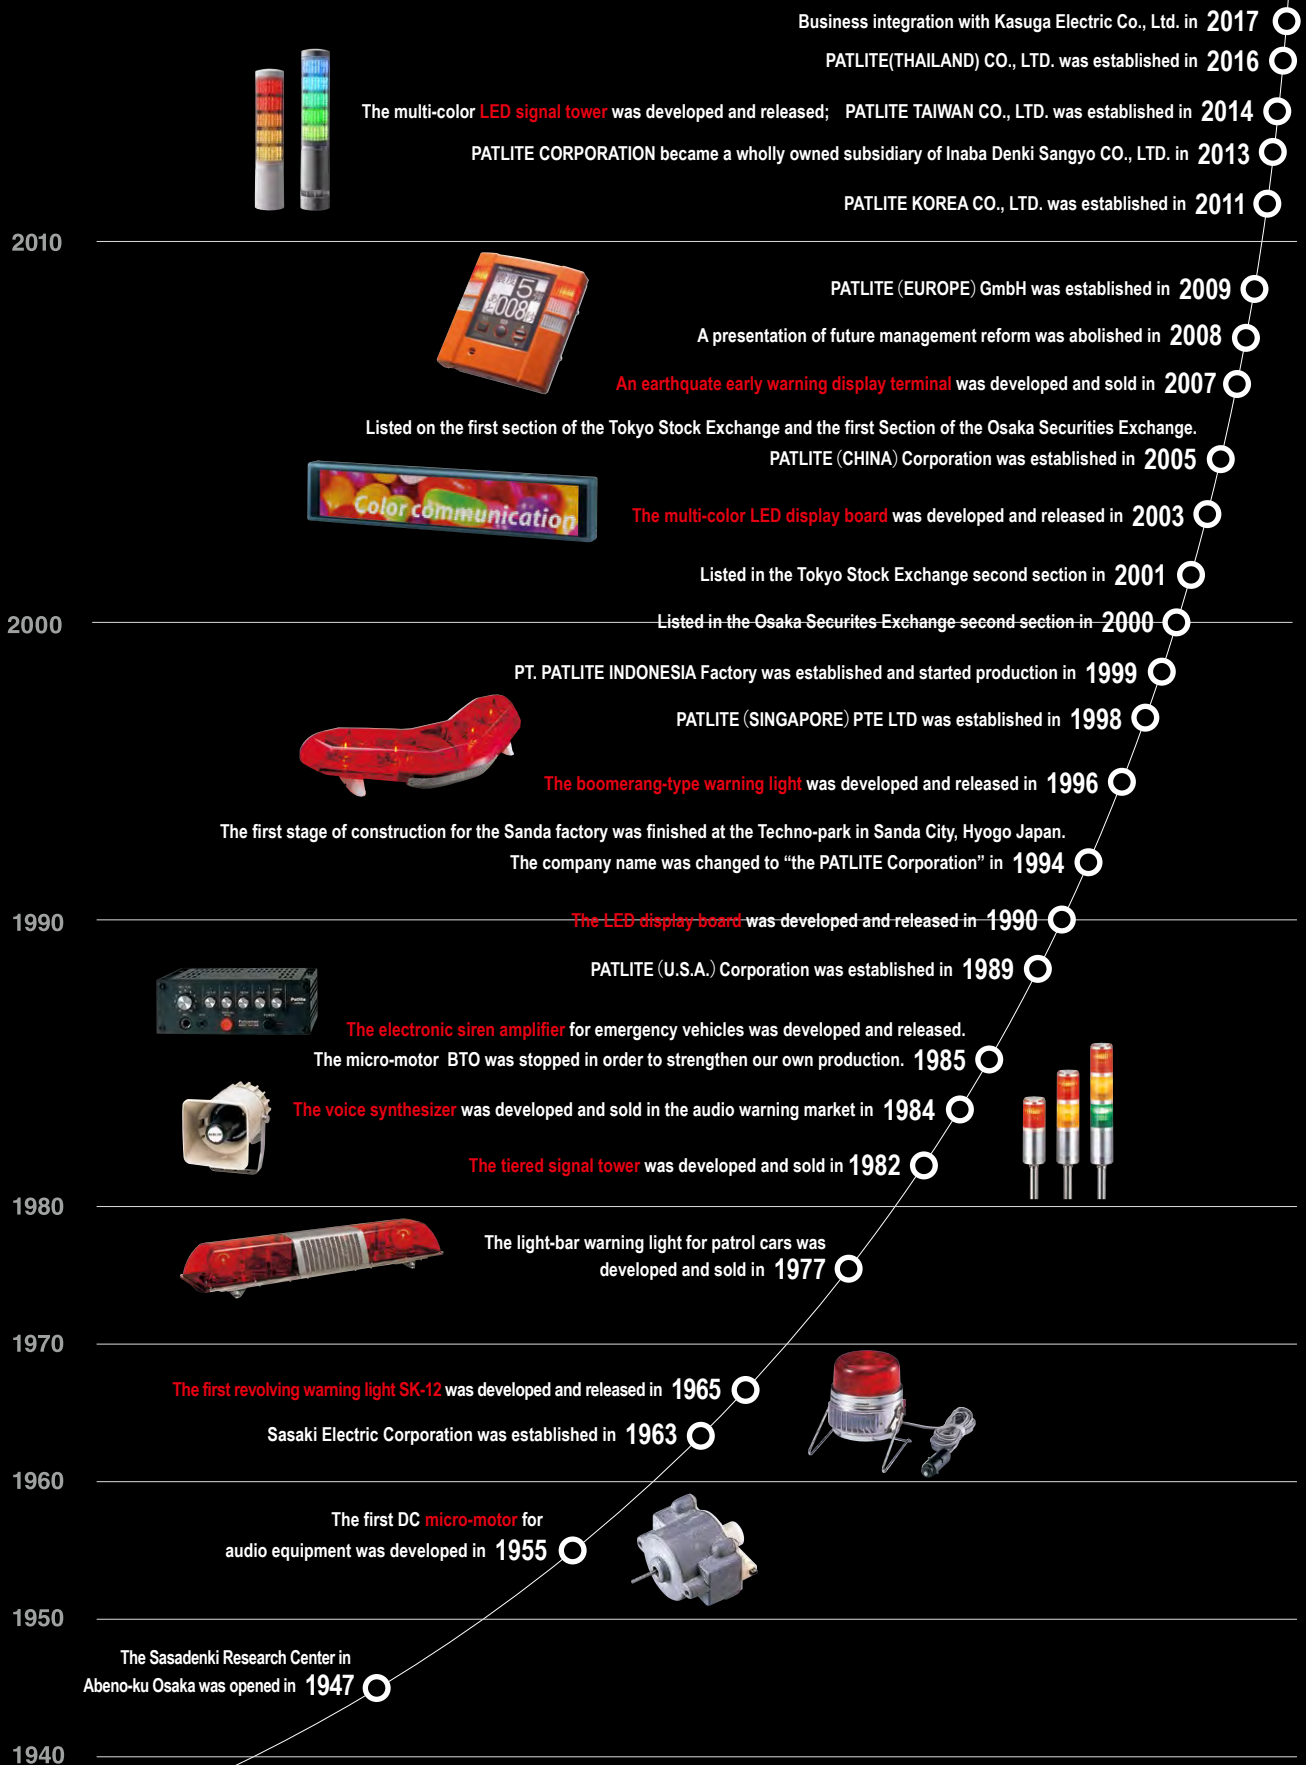 Business integration with Kasuga Electric Co., Ltd. in 2017
PATLITE(THAILAND) CO., LTD. was established in 2016
The multi-color LED signal tower was developed and released; PATLITE TAIWAN CO., LTD. was established in 2014
PATLITE CORPORATION became a wholly owned subsidiary of Inaba Denki Sangyo CO., LTD. in 2013
PATLITE KOREA CO., LTD. was established in 2011
2010
PATLITE (EUROPE) GmbH was established in 2009
A presentation of future management reform was abolished in 2008
An earthquate early warning display terminal was developed and sold in 2007
Listed on the first section of the Tokyo Stock Exchange and the first Section of the Osaka Securities Exchange.
PATLITE (CHINA) Corporation was established in 2005
Color communication
The multi-color LED display board was developed and released in 2003
Listed in the Tokyo Stock Exchange second section in 2001
2000
Listed in the Osaka Securites Exchange second section in 2000
PT. PATLITE INDONESIA Factory was established and started production in 1999
PATLITE (SINGAPORE) PTE LTD was established in 1998
The boomerang-type warning light was developed and released in 1996
The first stage of construction for the Sanda factory was finished at the Techno-park in Sanda City, Hyogo Japan.
The company name was changed to “the PATLITE Corporation” in 1994
1990
The LED display board was developed and released in 1990
PATLITE (U.S.A.) Corporation was established in 1989
Patlite
The electronic siren amplifier for emergency vehicles was developed and released.
The micro-motor BTO was stopped in order to strengthen our own production. 1985
The voice synthesizer was developed and sold in the audio warning market in 1984
The tiered signal tower was developed and sold in 1982
1980
The light-bar warning light for patrol cars was
developed and sold in 1977
1970
The first revolving warning light SK-12 was developed and released in 1965
Sasaki Electric Corporation was established in 1963
1960
The first DC micro-motor for
audio equipment was developed in 1955
1950
The Sasadenki Research Center in
Abeno-ku Osaka was opened in 1947
1940